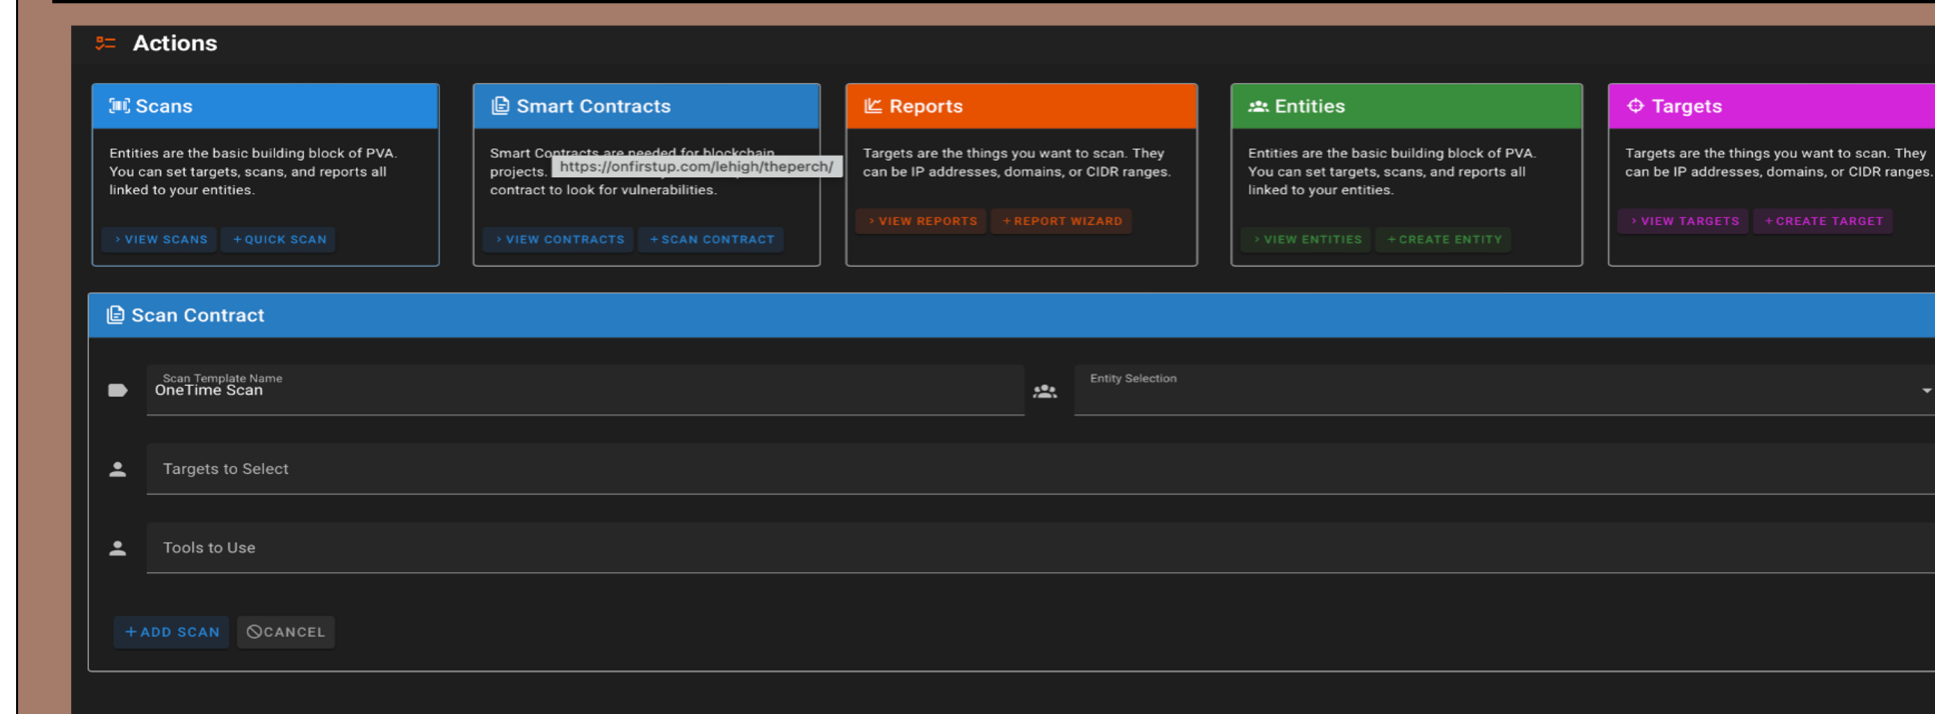 Actions
Scans
Entities are the basic building block of PVA.
You can set targets, scans, and reports all
linked to your entities.
> VIEW SCANS
+ QUICK SCAN
Smart Contracts
Smart Contracts are needed for blockchain
projects.
https://onfirstup.com/lehigh/theperch/
contract to look for vulnerabilities.
> VIEW CONTRACTS
+ SCAN CONTRACT
Reports
Targets are the things you want to scan. They
can be IP addresses, domains, or CIDR ranges.
> VIEW REPORTS
+ REPORT WIZARD
Entities
Entities are the basic building block of PVA.
You can set targets, scans, and reports all
linked to your entities.
> VIEW ENTITIES
+ CREATE ENTITY
Targets
Targets are the things you want to scan. They
can be IP addresses, domains, or CIDR ranges.
> VIEW TARGETS
+ CREATE TARGET
Scan Contract
Scan Template Name
OneTime Scan
Entity Selection
Targets to Select
Tools to Use
+ ADD SCAN
CANCEL